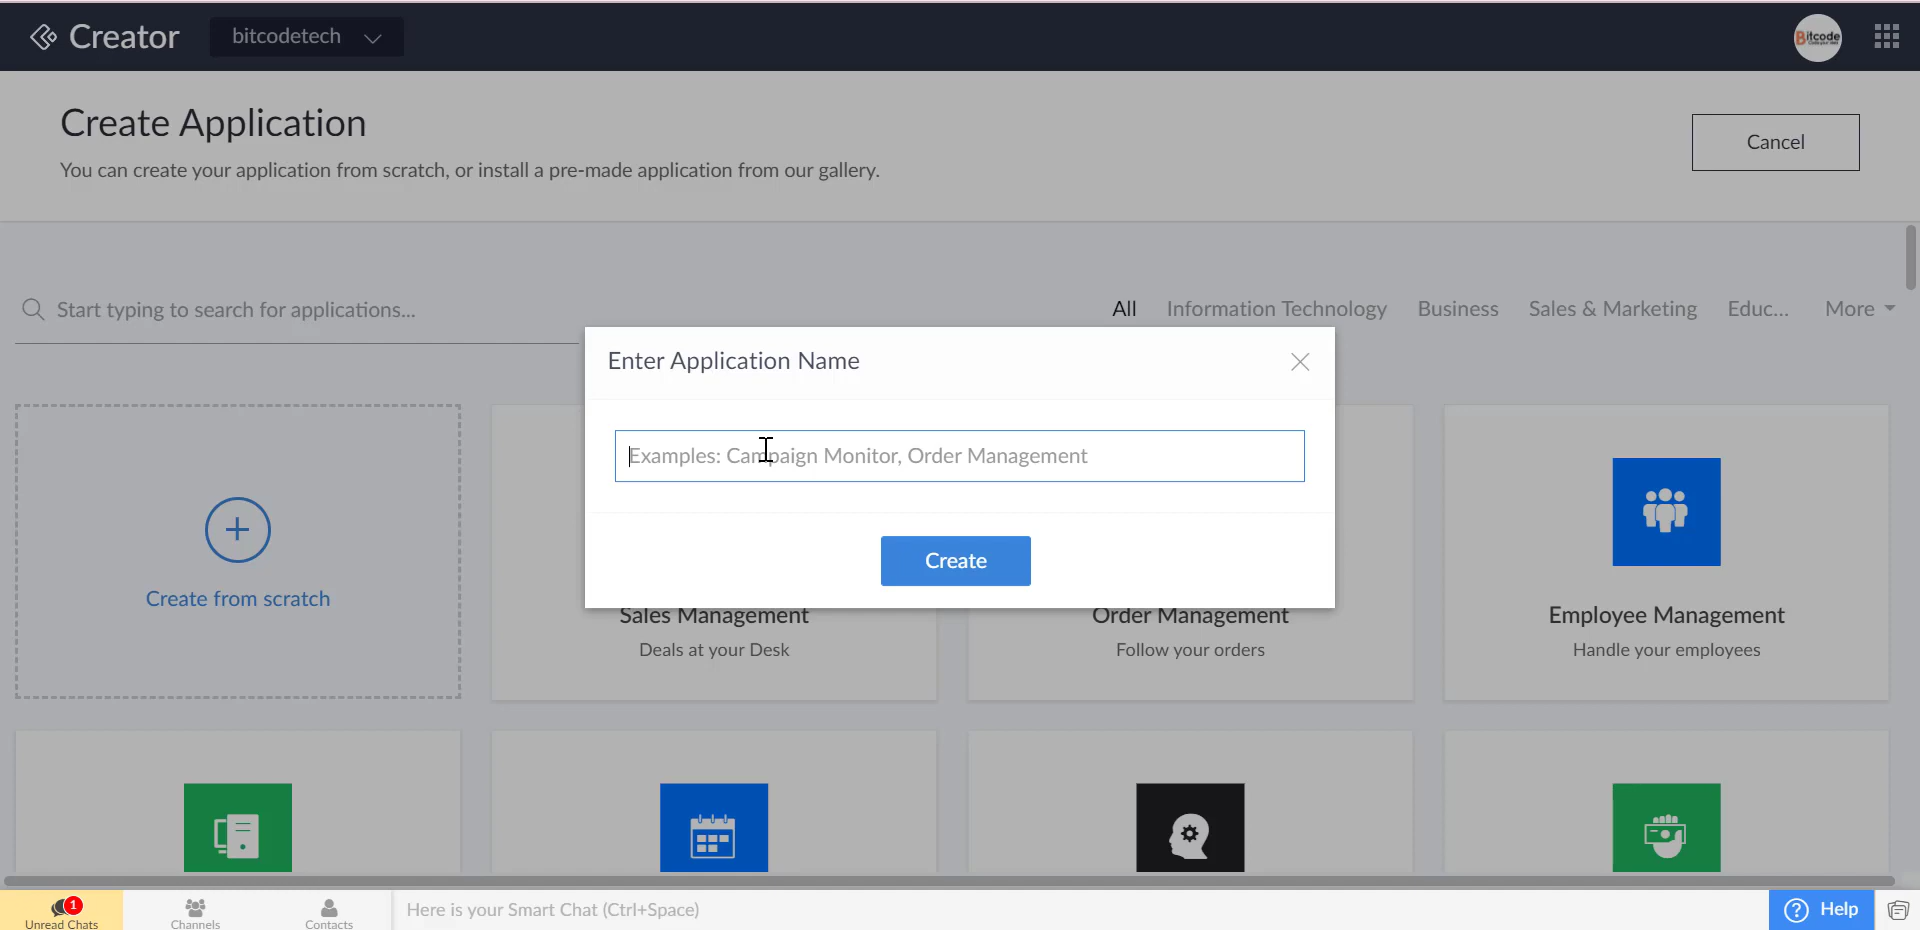 Creator
bitcodetech
Bitcode
Create Application
You can create your application from scratch, or install a pre-made application from our gallery.
Cancel
Start typing to search for applications...
All Information Technology Business Sales & Marketing Educ... More
Enter Application Name
Examples: Campaign Monitor, Order Management
Create
Create from scratch
Sales Management
Deals at your Desk
Order Management
Follow your orders
Employee Management
Handle your employees
1
Unread Chats
Channels
Contacts
Here is your Smart Chat (Ctrl+Space)
? Help